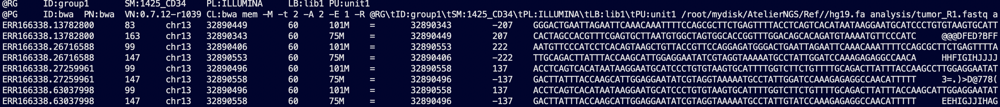 @RG ID:group1 SM:1425_CD34 PL:ILLUMINA LB:lib1 PU:unit1
@PG ID:bwa PN:bwa VN:0.7.12-r1039 CL:bwa mem -M -t 2 -A 2 -E 1 -R @RG\tID:group1\tSM:1425_CD34\tPL:ILLUMINA\tLB:lib1\tPU:unit1 /root/mydisk/AtelierNGS/Ref//hg19.fa analysis/tumor_R1.fastq a
ERR166338.13782800 83 chr13 32890449 60 101M = 32890343 -207 GGGACTGAATTAGAATTCAAACAAATTTTCCAGCGCTTCTGAGTTTTACCTCAGTCACATAATAAGGAATGCATCCCTGTGTAAGTGCATT
ERR166338.13782800 163 chr13 32890343 60 75M = 32890449 207 CACTAGCCACGTTTCGAGTGCTTAATGTGGCTAGTGGCACCGGTTTGGACAGCACAGATGTAAAATGTTCCCATC @@@DFED?BFF
ERR166338.26716588 99 chr13 32890406 60 101M = 32890553 222 AATGTTCCCATCCTCACAGTAAGCTGTTACCGTTCCAGGAGATGGGACTGAATTAGAATTCAAACAAATTTTCCAGCGCTTCTGAGTTTTA
ERR166338.26716588 147 chr13 32890553 60 75M = 32890406 -222 TTGCAGACTTATTTACCAAGCATTGGAGGAATATCGTAGGTAAAAATGCCTATTGGATCCAAAGAGAGGCCAACA HHFIGIHJJJJ
ERR166338.27259961 99 chr13 32890496 60 101M = 32890558 137 ACCTCAGTCACATAATAAGGAATGCATCCCTGTGTAAGTGCATTTTGGTCTTCTGTTTTGCAGACTTATTTACCAAGCCTTGGAGGAATAT
ERR166338.27259961 147 chr13 32890558 60 75M = 32890496 -137 GACTTATTTACCAAGCATTGGAGGAATATCGTAGGTAAAAATGCCTATTGGATCCAAAGAGAGGCCAACATTTTT 3=.)>D@778(
ERR166338.63037998 99 chr13 32890496 60 101M = 32890558 137 ACCTCAGTCACATAATAAGGAATGCATCCCTGTGTAAGTGCATTTTGGTCTTCTGTTTTGCAGACTTATTTACCAAGCATTGGAGGAATAT
ERR166338.63037998 147 chr13 32890558 60 75M = 32890496 -137 GACTTATTTACCAAGCATTGGAGGAATATCGTAGGTAAAAATGCCTATTGTATCCAAAGAGAGGCCAACATTTTT EEHIGJJIHAG